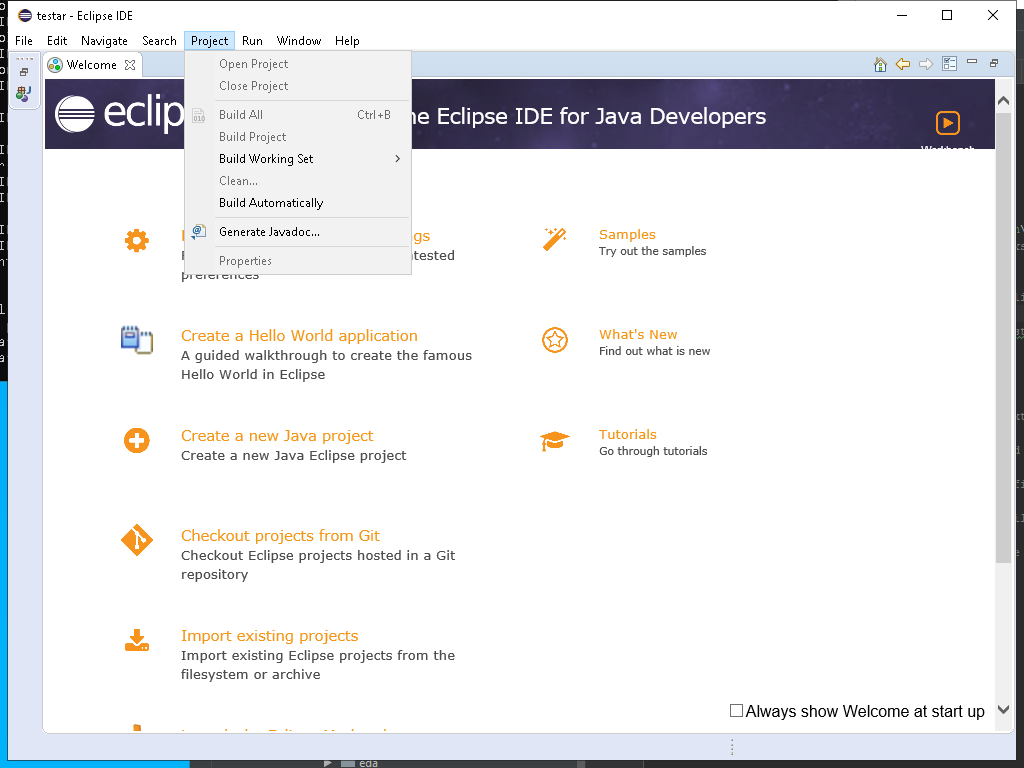 testar - Eclipse IDE
File Edit Navigate Search Project Run Window Help
Welcome
Open Project
Close Project
Build All Ctrl+B
Build Project
Build Working Set
Clean...
Build Automatically
Generate Javadoc...
Properties
eclip
he Eclipse IDE for Java Developers
gs
tested
preferences
Samples
Try out the samples
Create a Hello World application
A guided walkthrough to create the famous
Hello World in Eclipse
What's New
Find out what is new
Create a new Java project
Create a new Java Eclipse project
Tutorials
Go through tutorials
Checkout projects from Git
Checkout Eclipse projects hosted in a Git
repository
Import existing projects
Import existing Eclipse projects from the
filesystem or archive
Always show Welcome at start up
eda